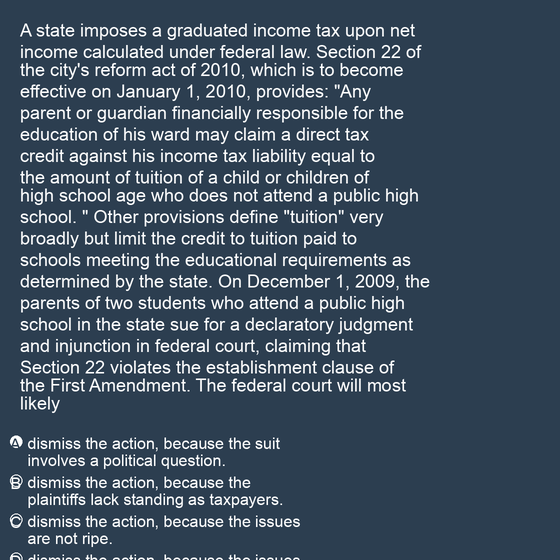 A state imposes a graduated income tax upon net
income calculated under federal law. Section 22 of
the city's reform act of 2010, which is to become
effective on January 1, 2010, provides: "Any
parent or guardian financially responsible for the
education of his ward may claim a direct tax
credit against his income tax liability equal to
the amount of tuition of a child or children of
high school age who does not attend a public high
school. " Other provisions define "tuition" very
broadly but limit the credit to tuition paid to
schools meeting the educational requirements as
determined by the state. On December 1, 2009, the
parents of two students who attend a public high
school in the state sue for a declaratory judgment
and injunction in federal court, claiming that
Section 22 violates the establishment clause of
the First Amendment. The federal court will most
likely
A dismiss the action, because the suit
involves a political question.
B dismiss the action, because the
plaintiffs lack standing as taxpayers.
C dismiss the action, because the issues
are not ripe.
D dismiss the action, because the issues